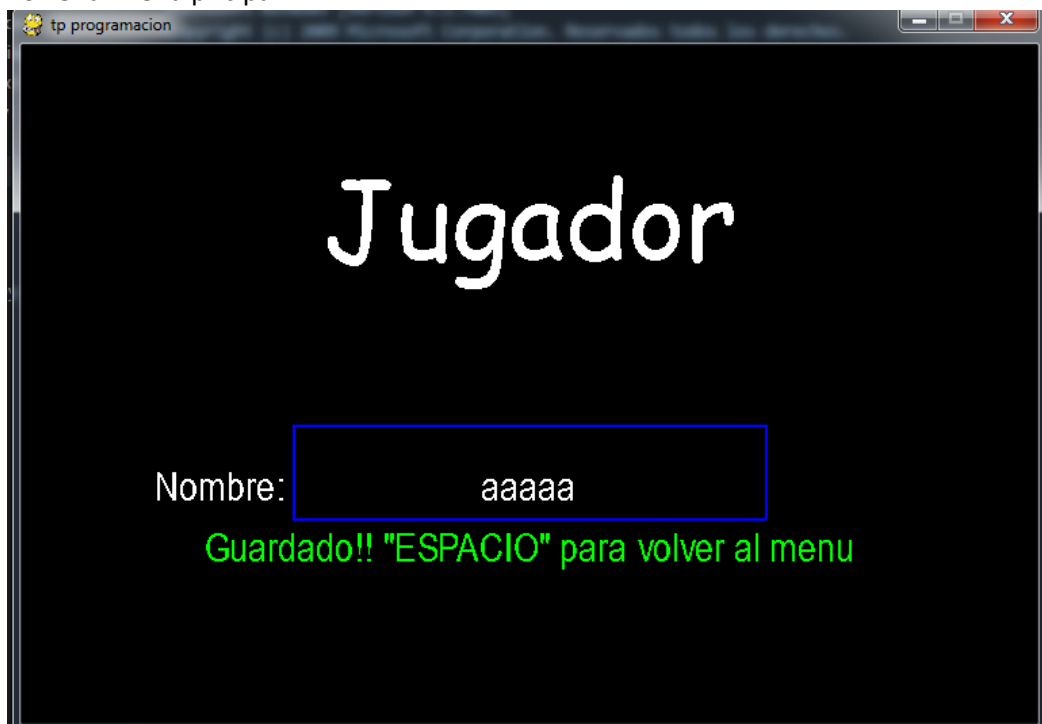 tp programacion
Jugador
Nombre:
aaaaa
Guardado!! "ESPACIO" para volver al menu